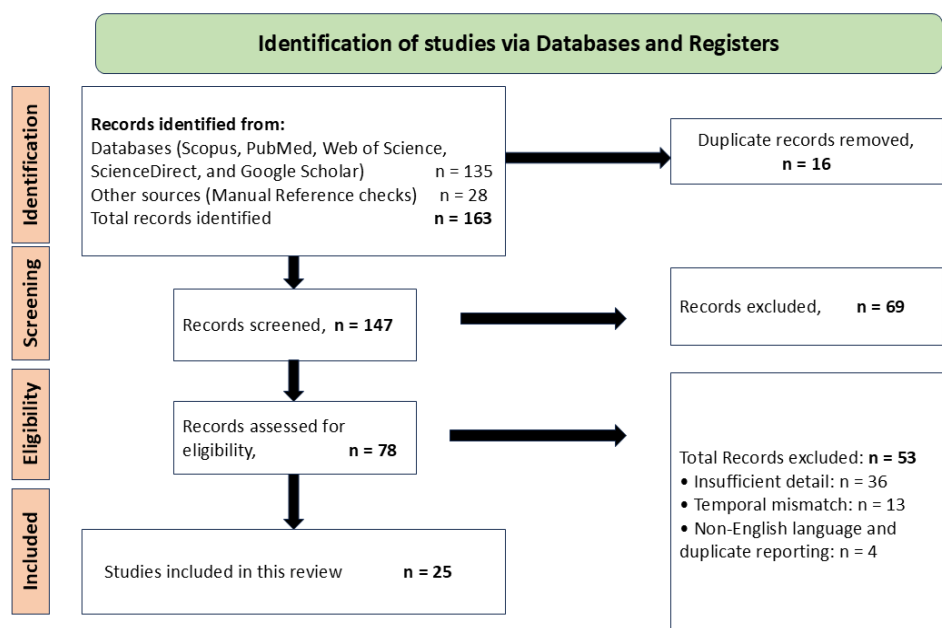 Identification of studies via Databases and Registers
Identification
Records identified from:
Databases (Scopus, PubMed, Web of Science,
ScienceDirect, and Google Scholar) n = 135
Other sources (Manual Reference checks) n = 28
Total records identified n = 163
Duplicate records removed,
n = 16
Screening
Records screened, n = 147
Records excluded, n = 69
Eligibility
Records assessed for
eligibility, n = 78
Total Records excluded: n = 53
• Insufficient detail: n = 36
• Temporal mismatch: n = 13
• Non-English language and
duplicate reporting: n = 4
Included
Studies included in this review n = 25